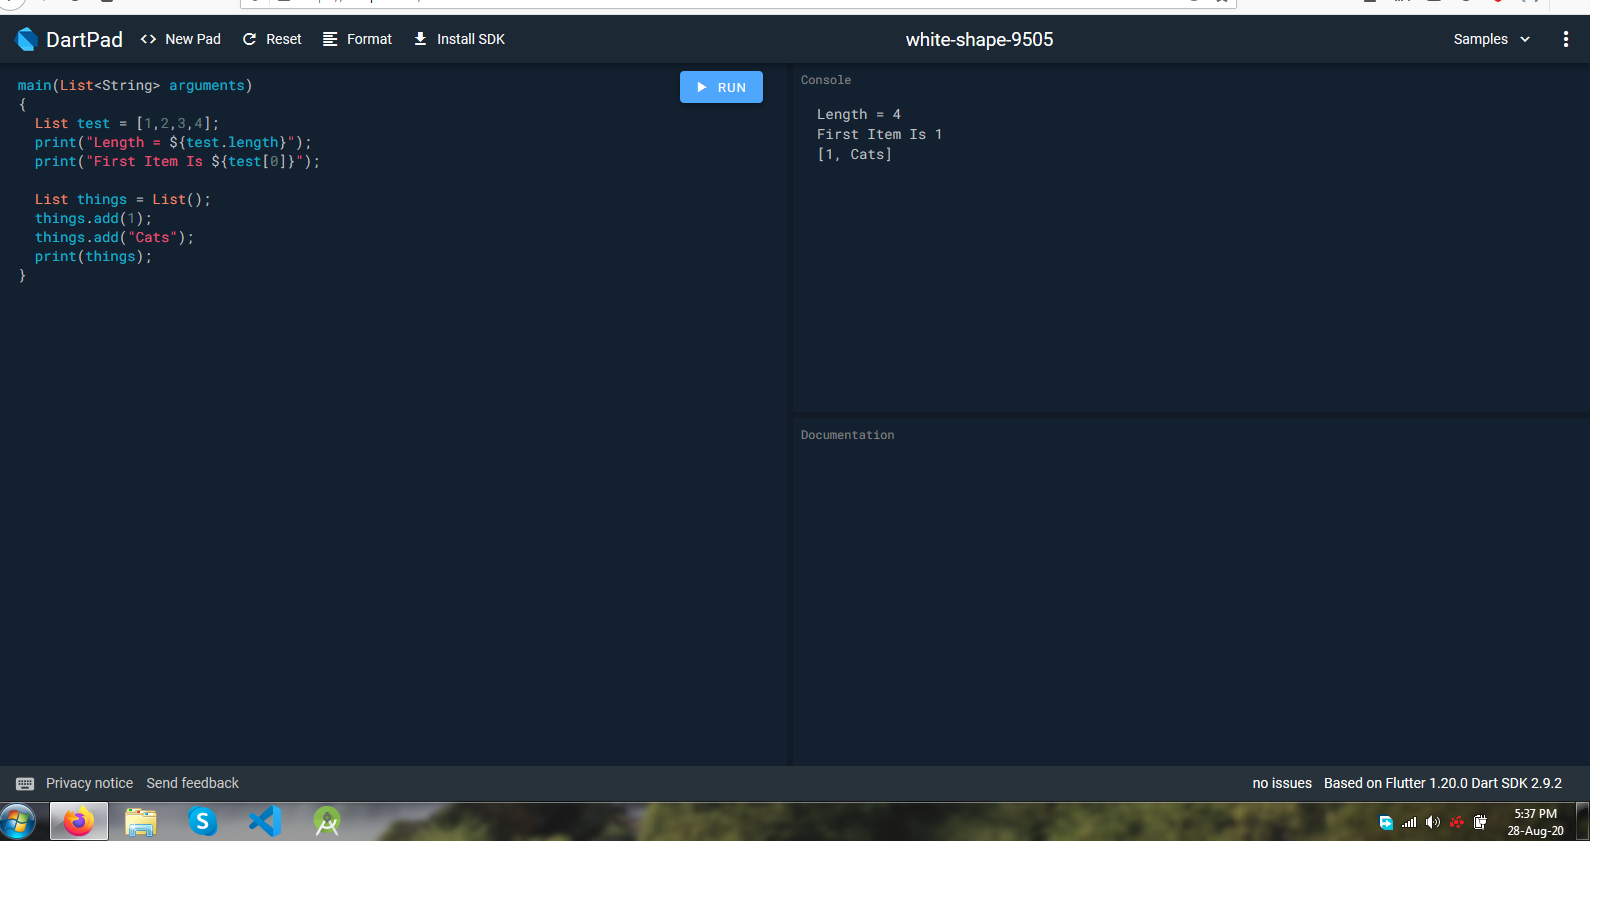 DartPad <> New Pad Reset Format Install SDK white-shape-9505 Samples
main(List<String> arguments)
{
  List test = [1,2,3,4];
  print("Length = ${test.length}");
  print("First Item Is ${test[0]}");
  List things = List();
  things.add(1);
  things.add("Cats");
  print(things);
}
RUN
Console
Length = 4
First Item Is 1
[1, Cats]
Documentation
Privacy notice Send feedback no issues Based on Flutter 1.20.0 Dart SDK 2.9.2
5:37 PM
28-Aug-20